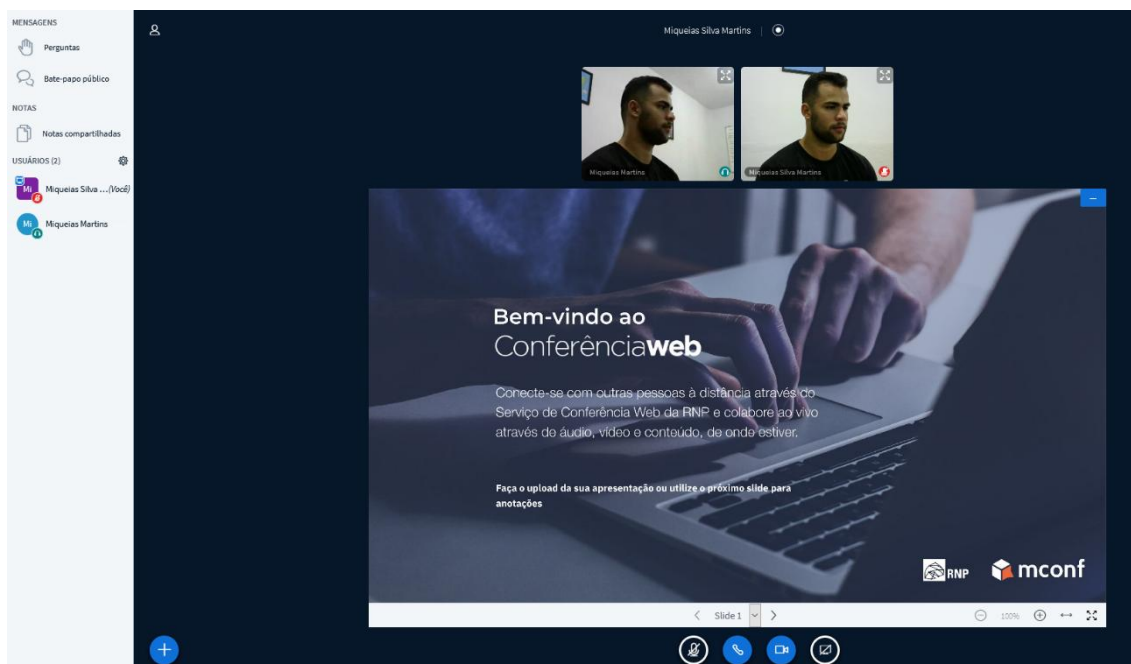 MENSAGENS
Perguntas
Bate-papo público
NOTAS
Notas compartilhadas
USUÁRIOS (2)
Mi
Miqueias Silva ...(Você)
Mi
Miqueias Martins
Miqueias Silva Martins
Miqueias Martins
Miqueias Silva Martins
Bem-vindo ao
Conferênciaweb
Conecte-se com outras pessoas à distância através do
Serviço de Conferência Web da RNP e colabore ao vivo
através de áudio, vídeo e conteúdo, de onde estiver.
Faça o upload da sua apresentação ou utilize o próximo slide para
anotações
RNP
mconf
Slide 1
100%